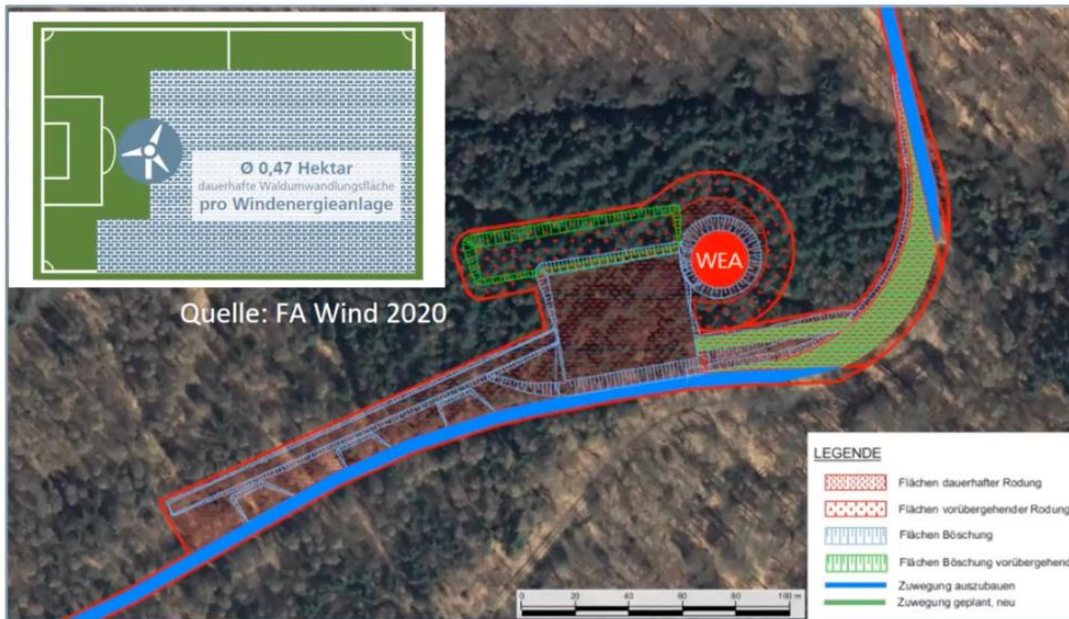 Ø 0,47 Hektar
dauerhafte Waldumwandlungsfläche
pro Windenergieanlage
Quelle: FA Wind 2020
WEA
LEGENDE
Flächen dauerhafter Rodung
Flächen vorübergehender Rodung
Flächen Böschung
Flächen Böschung vorübergehend
Zuwegung auszubauen
Zuwegung geplant, neu
0 20 40 60 80 100 m